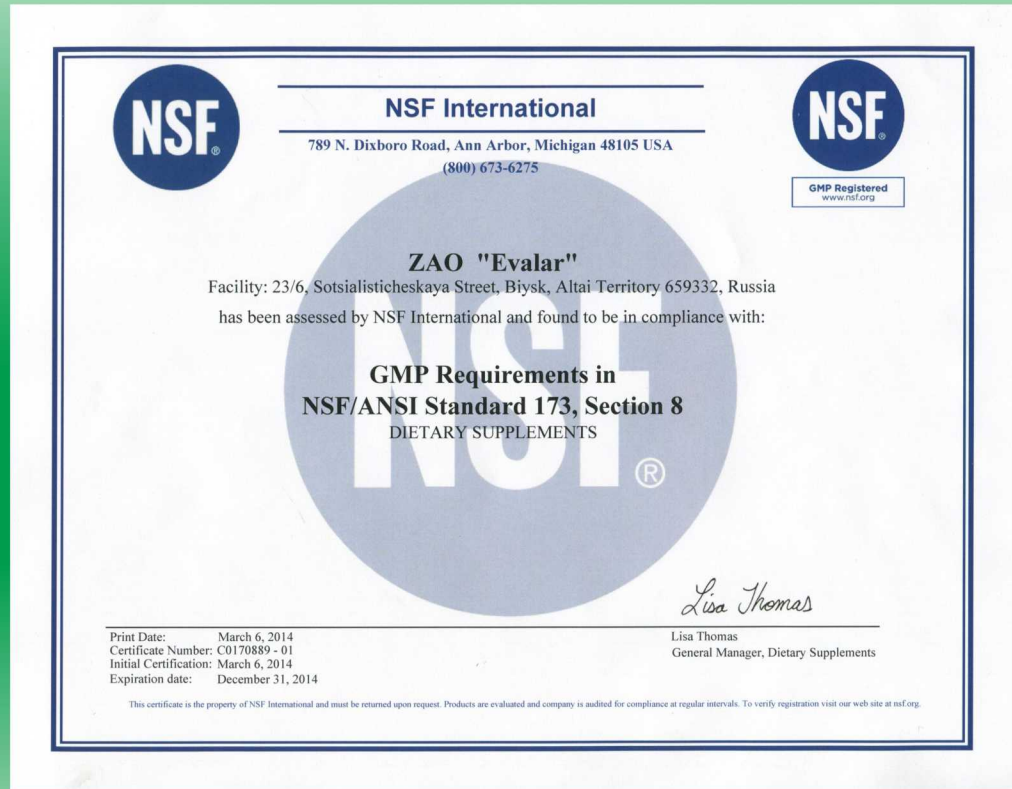 NSF®
NSF International
789 N. Dixboro Road, Ann Arbor, Michigan 48105 USA
(800) 673-6275
NSF®
GMP Registered
www.nsf.org
ZAO "Evalar"
Facility: 23/6, Sotsialisticheskaya Street, Biysk, Altai Territory 659332, Russia
has been assessed by NSF International and found to be in compliance with:
GMP Requirements in
NSF/ANSI Standard 173, Section 8
DIETARY SUPPLEMENTS
NSF®
Lisa Thomas
Print Date: March 6, 2014
Certificate Number: C0170889 - 01
Initial Certification: March 6, 2014
Expiration date: December 31, 2014
Lisa Thomas
General Manager, Dietary Supplements
This certificate is the property of NSF International and must be returned upon request. Products are evaluated and company is audited for compliance at regular intervals. To verify registration visit our web site at nsf.org.